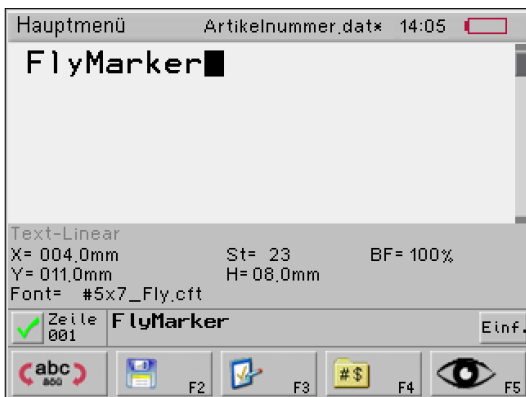 Hauptmenü Artikelnummer.dat* 14:05
FlyMarker
Text-Linear
X= 004.0mm St= 23 BF= 100%
Y= 011.0mm H= 08.0mm
Font= #5x7_Fly.cft
Zeile 001 FlyMarker Einf.
abc abc F2 F3 #$ F4 F5